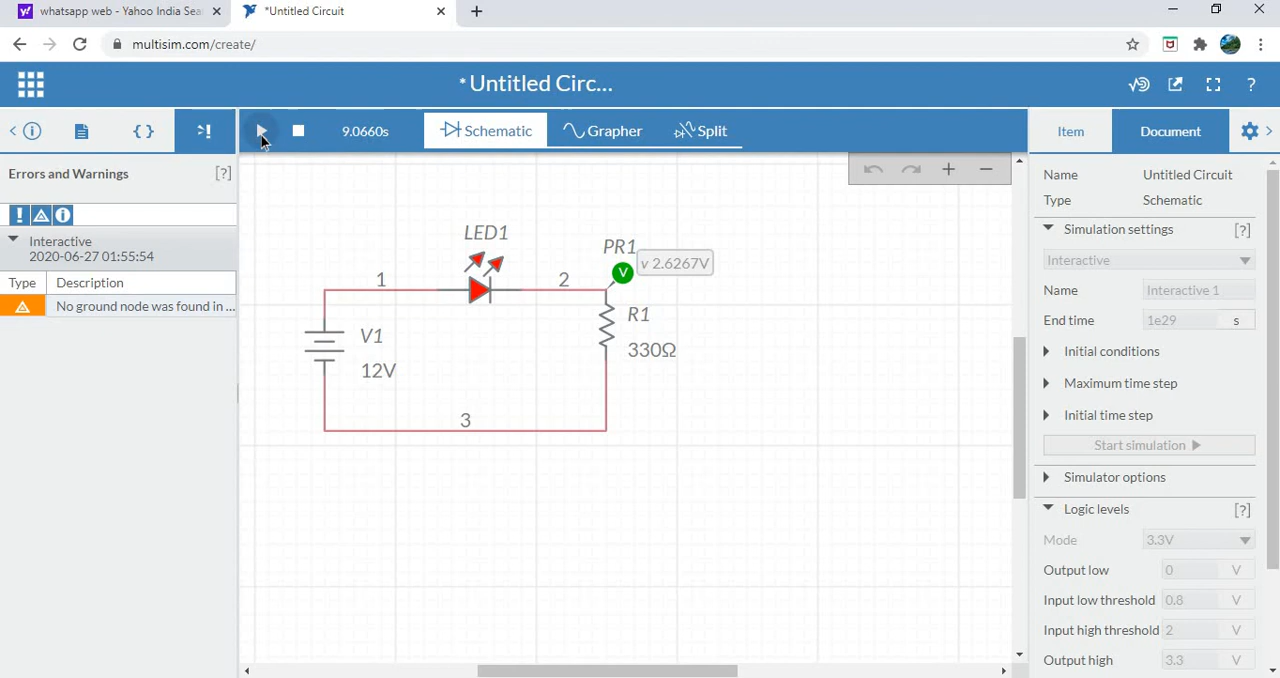 whatsapp web - Yahoo India Sea
*Untitled Circuit
multisim.com/create/
* Untitled Circ...
?
9.0660s
Schematic
Grapher
Split
Item
Document
Errors and Warnings
[?]
Interactive
2020-06-27 01:55:54
Type
Description
No ground node was found in ...
LED1
PR1
V
v 2.6267V
1
2
R1
330Ω
V1
12V
3
Name
Untitled Circuit
Type
Schematic
Simulation settings
[?]
Interactive
Name
Interactive 1
End time
1e29
s
Initial conditions
Maximum time step
Initial time step
Start simulation
Simulator options
Logic levels
[?]
Mode
3.3V
Output low
0
V
Input low threshold
0.8
V
Input high threshold
2
V
Output high
3.3
V